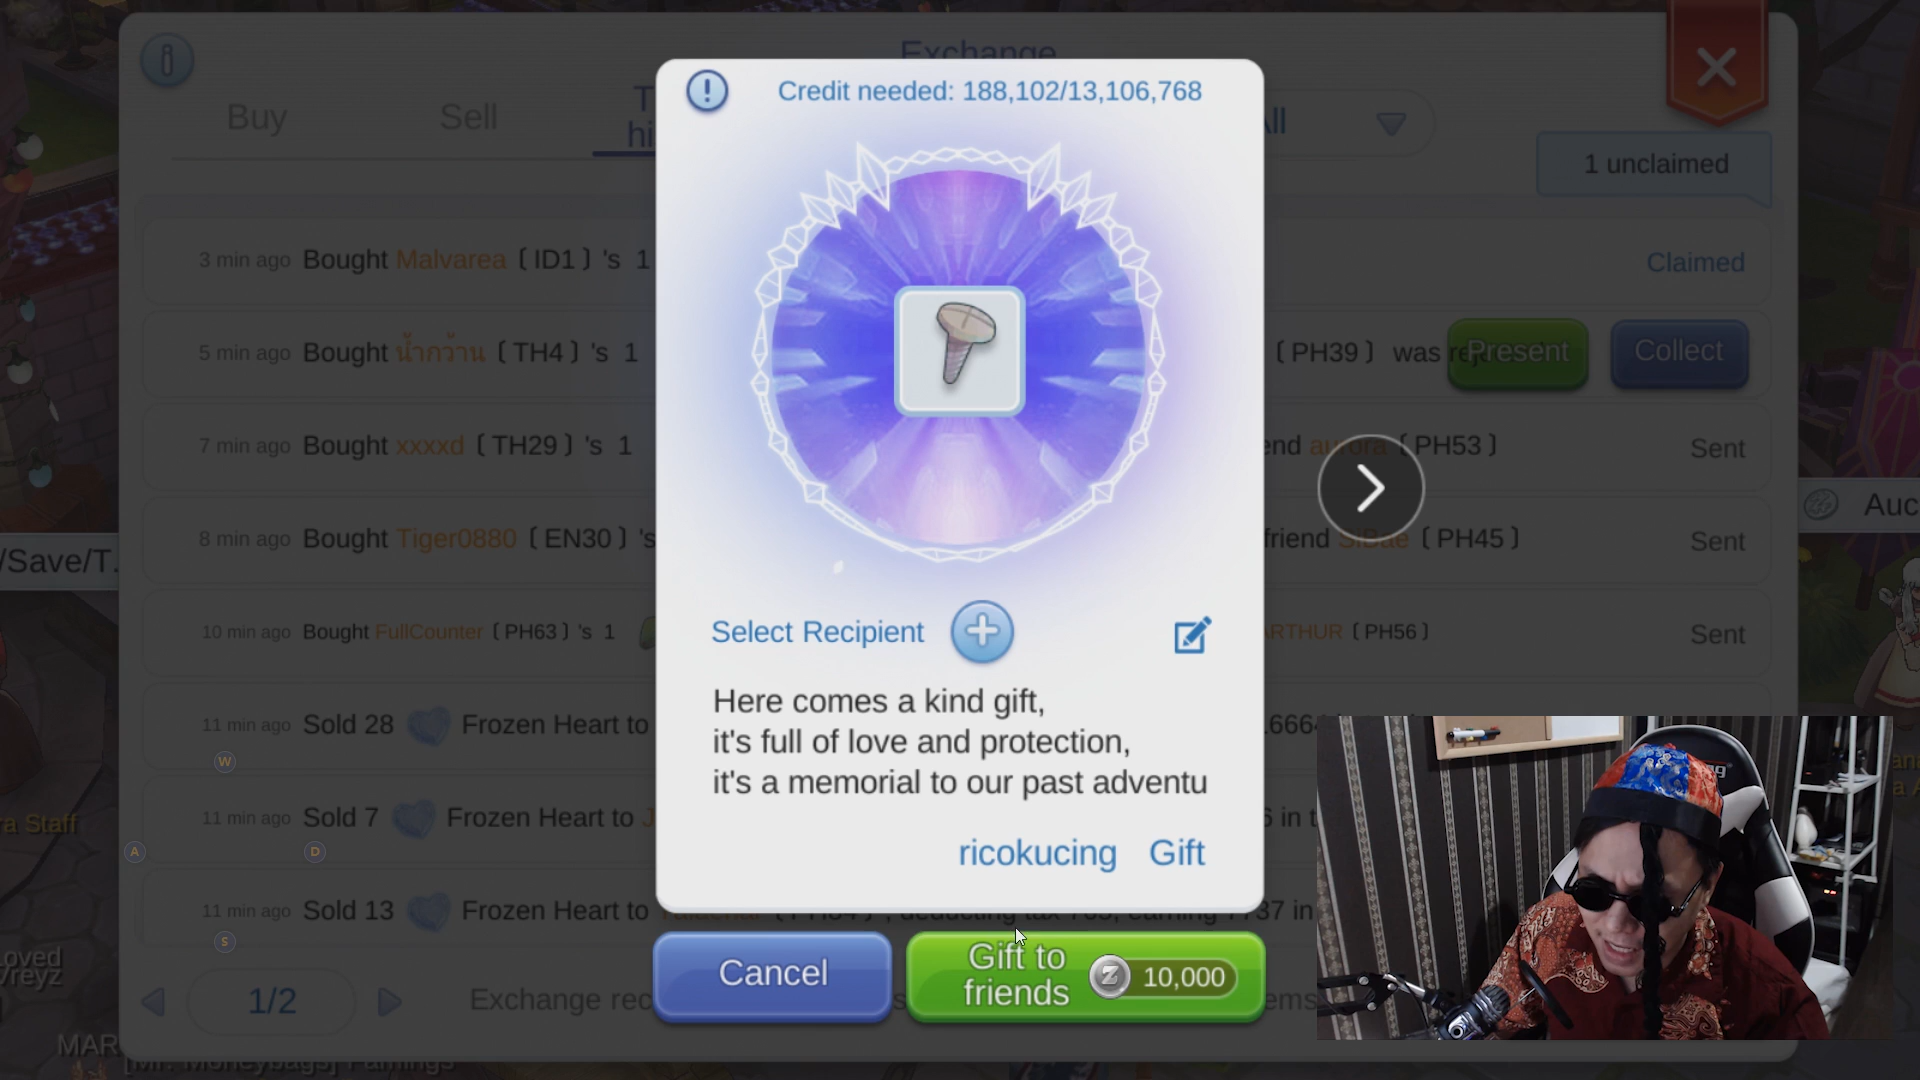 Exchange
Credit needed: 188,102/13,106,768
Buy
Sell
1 unclaimed
3 min ago Bought Malvarea (ID1) 's 1
Claimed
5 min ago Bought น้ำกว้าน (TH4) 's 1
(PH39) was
Present
Collect
7 min ago Bought xxxxd (TH29) 's 1
aurora (PH53)
Sent
8 min ago Bought Tiger0880 (EN30) 's
friend SiBae (PH45)
Sent
10 min ago Bought FullCounter (PH63) 's 1
ARTHUR (PH56)
Sent
11 min ago Sold 28 Frozen Heart to
11 min ago Sold 7 Frozen Heart to
11 min ago Sold 13 Frozen Heart to
Select Recipient
Here comes a kind gift,
it's full of love and protection,
it's a memorial to our past adventu
ricokucing Gift
Cancel
Gift to
friends
10,000
1/2
/Save/T.
Staff
W
A
D
S